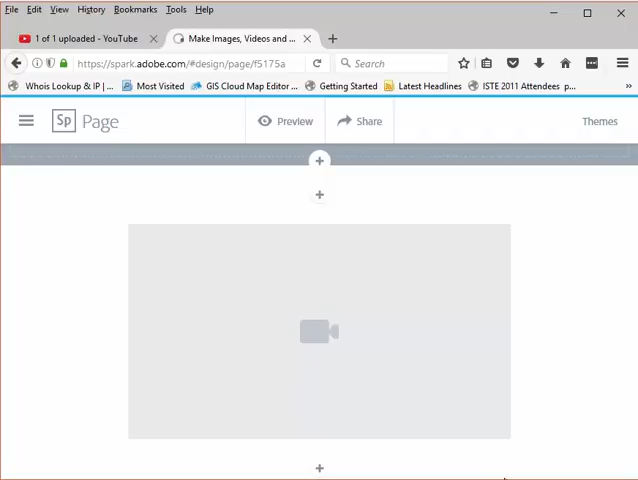 File Edit View History Bookmarks Tools Help
1 of 1 uploaded - YouTube Make Images, Videos and ...
https://spark.adobe.com/#design/page/f5175a Search
Whois Lookup & IP | ... Most Visited GIS Cloud Map Editor ... Getting Started Latest Headlines ISTE 2011 Attendees p... »
Sp Page Preview Share Themes